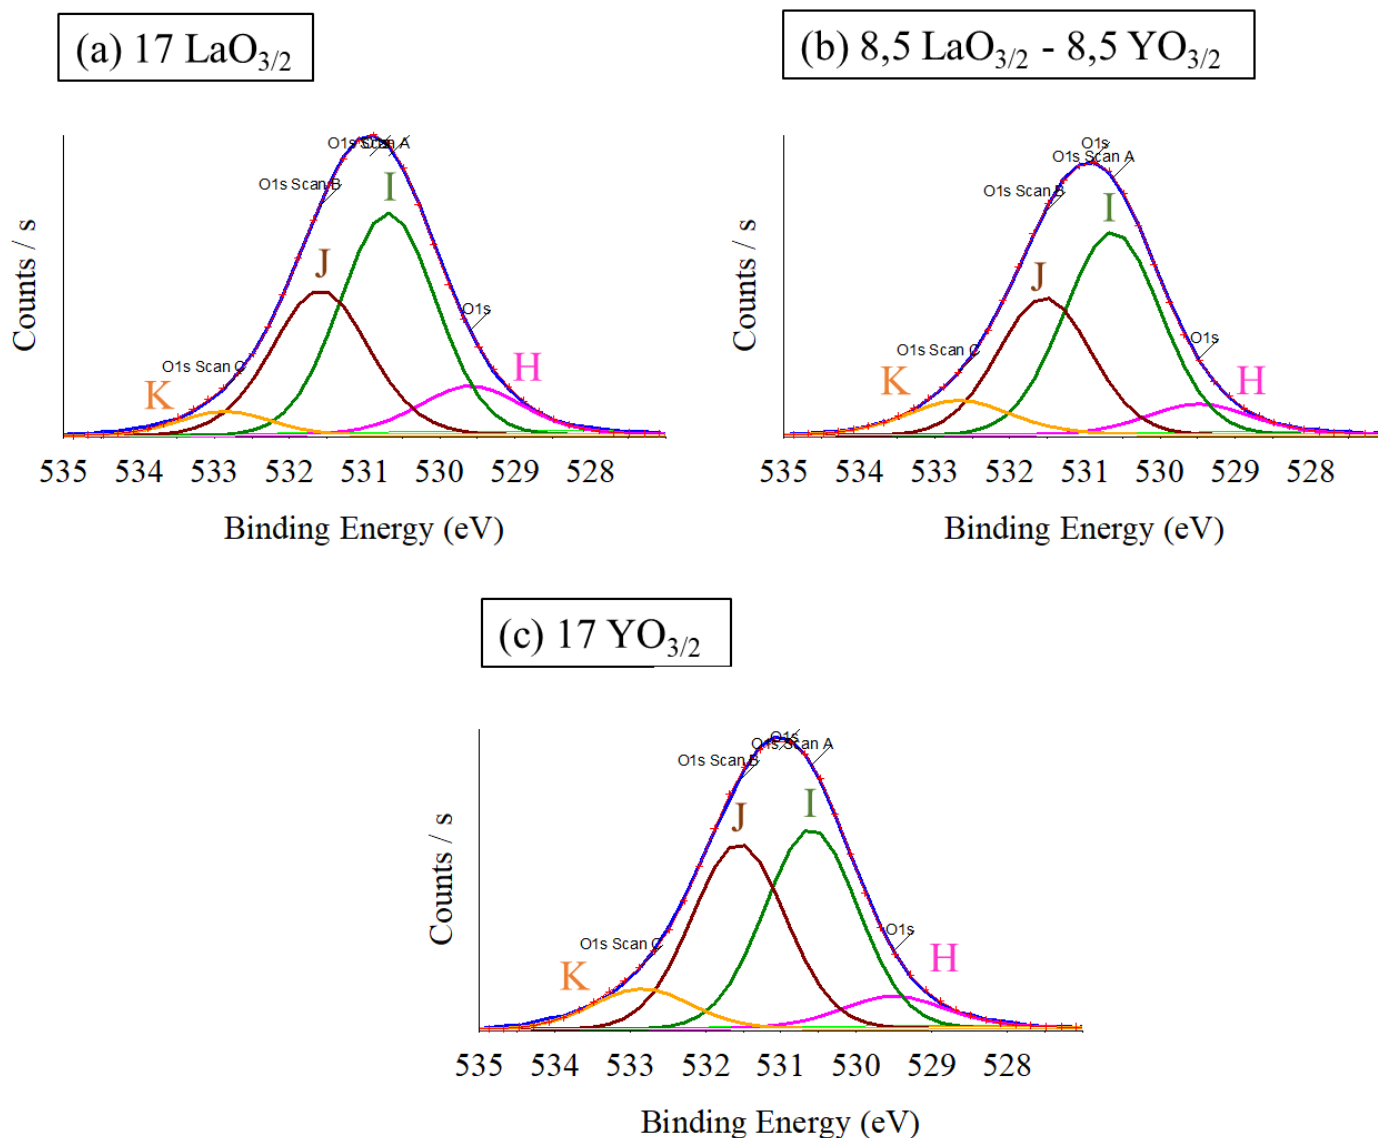 (a) 17 LaO3/2
(b) 8,5 LaO3/2 - 8,5 YO3/2
Counts / s
O1s Scan A
O1s Scan B
I
J
O1s
O1s Scan C
K
H
535 534 533 532 531 530 529 528
Binding Energy (eV)
Counts / s
O1s
O1s Scan A
O1s Scan B
I
J
O1s
O1s Scan C
K
H
535 534 533 532 531 530 529 528
Binding Energy (eV)
(c) 17 YO3/2
Counts / s
O1s
O1s Scan A
O1s Scan B
J
I
O1s
O1s Scan C
K
H
535 534 533 532 531 530 529 528
Binding Energy (eV)